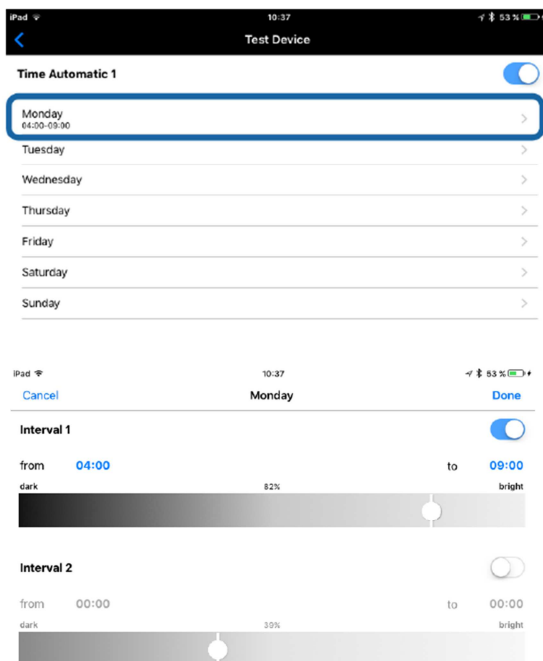 iPad 10:37 53 %
Test Device
Time Automatic 1
Monday
04:00-09:00
Tuesday
Wednesday
Thursday
Friday
Saturday
Sunday
iPad 10:37 53 %
Cancel Monday Done
Interval 1
from 04:00 to 09:00
dark 82% bright
Interval 2
from 00:00 to 00:00
dark 39% bright